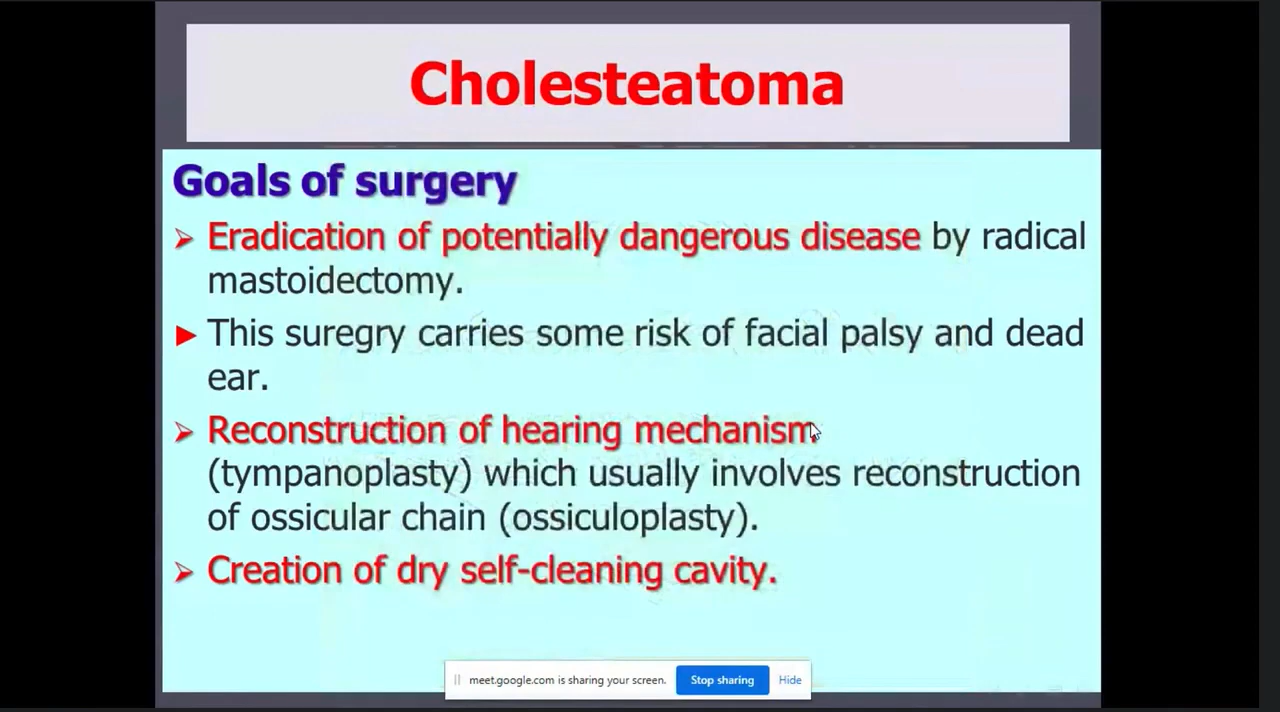 Cholesteatoma
Goals of surgery
➢ Eradication of potentially dangerous disease by radical
mastoidectomy.
► This suregry carries some risk of facial palsy and dead
ear.
➢ Reconstruction of hearing mechanism
(tympanoplasty) which usually involves reconstruction
of ossicular chain (ossiculoplasty).
➢ Creation of dry self-cleaning cavity.
meet.google.com is sharing your screen. Stop sharing Hide